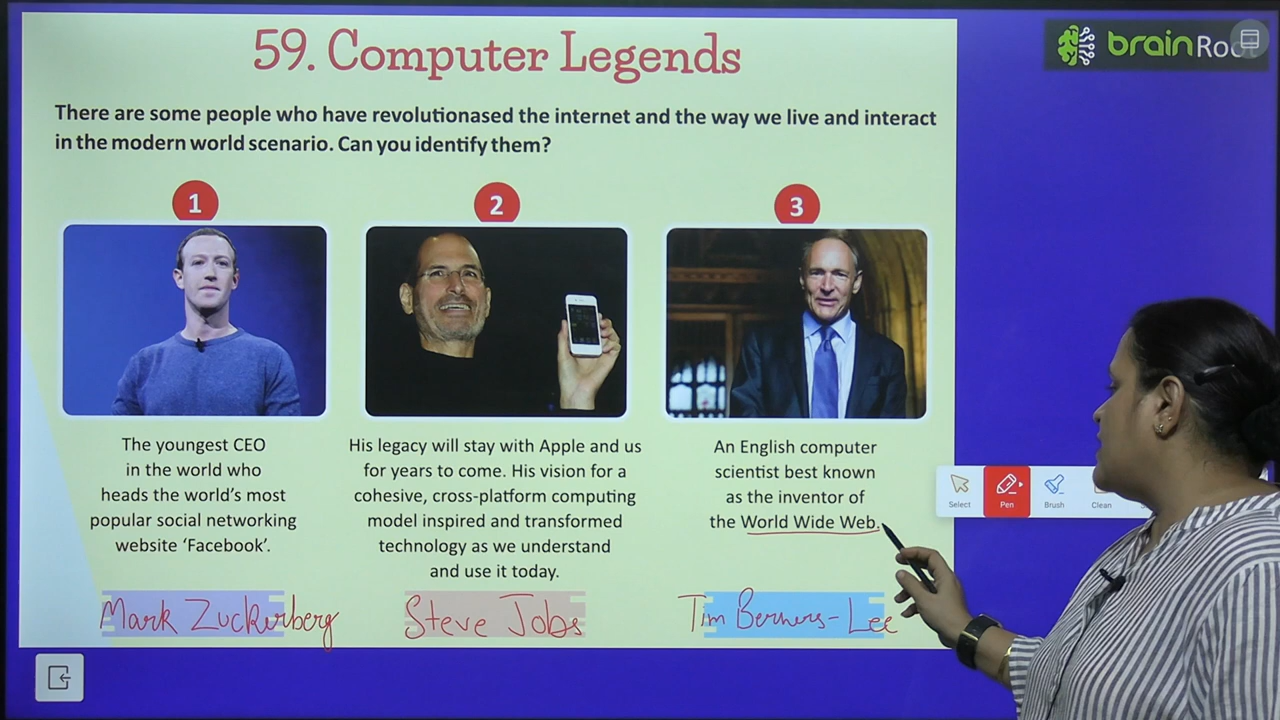 59. Computer Legends
brainRoo
There are some people who have revolutionased the internet and the way we live and interact
in the modern world scenario. Can you identify them?
1
2
3
The youngest CEO
in the world who
heads the world's most
popular social networking
website 'Facebook'.
His legacy will stay with Apple and us
for years to come. His vision for a
cohesive, cross-platform computing
model inspired and transformed
technology as we understand
and use it today.
An English computer
scientist best known
as the inventor of
the World Wide Web.
Select
Pen
Brush
Clean
Mark Zuckerberg
Steve Jobs
Tim Berners-Lee